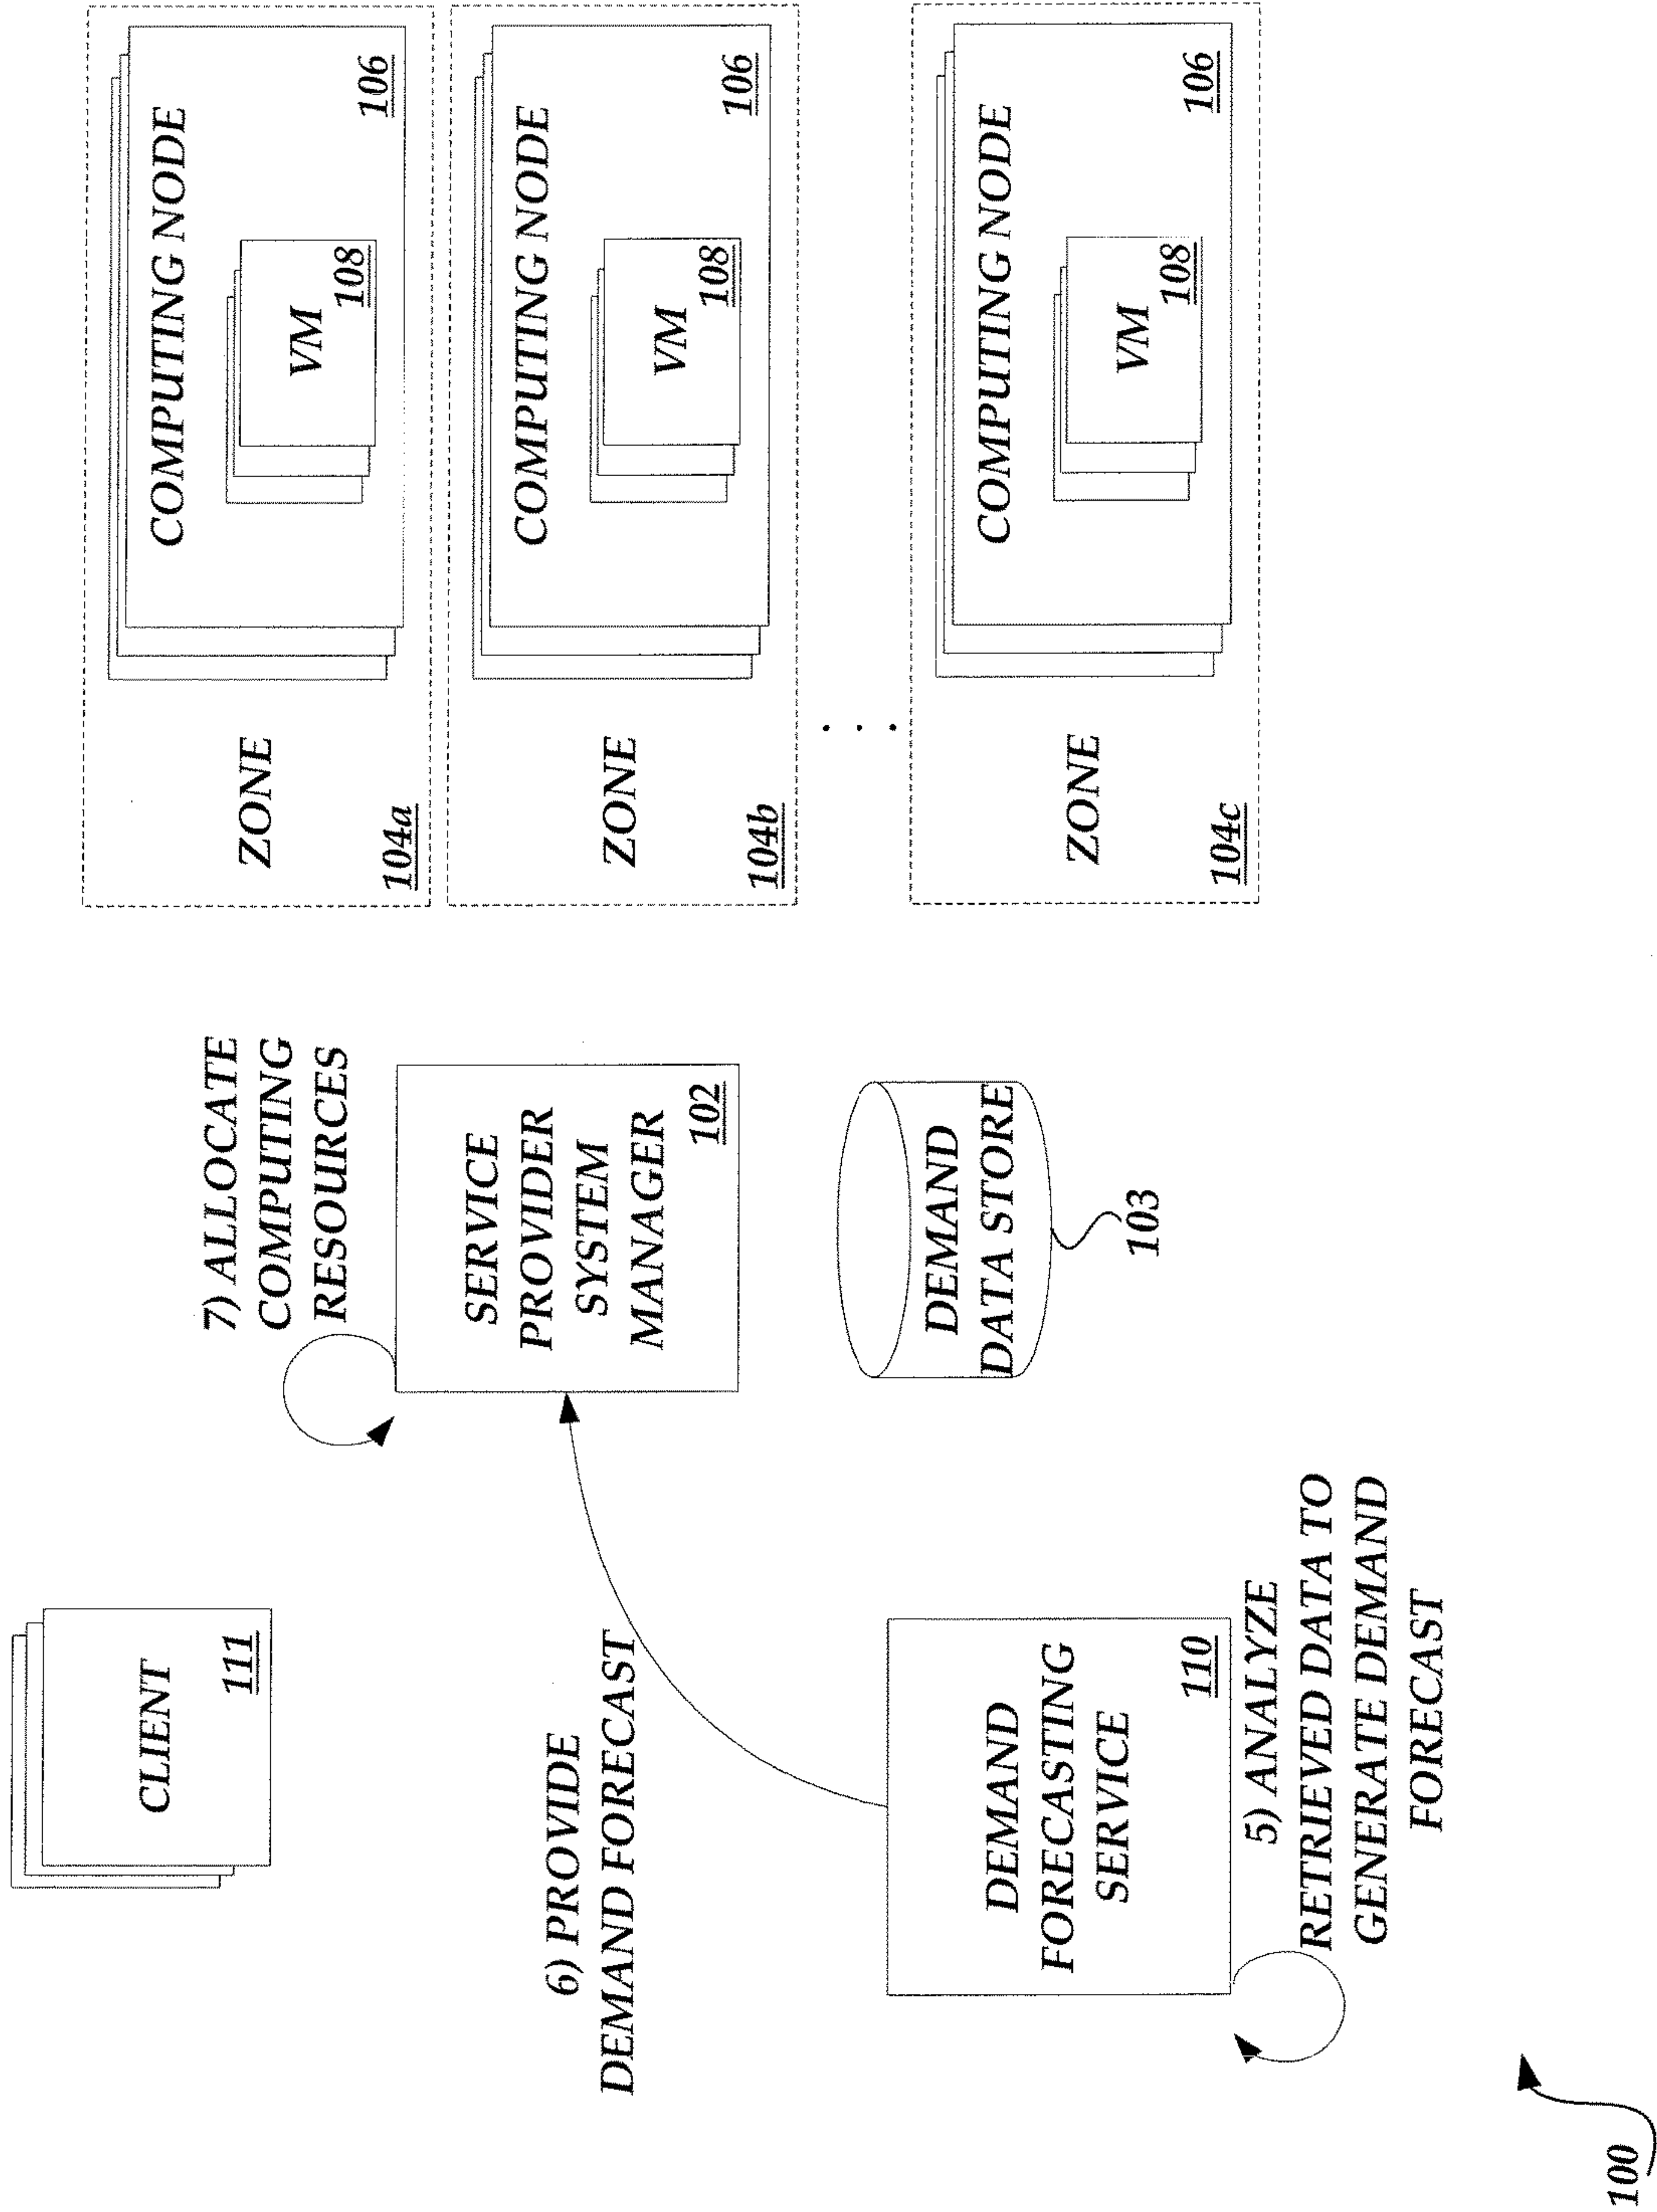 CLIENT
111
7) ALLOCATE
COMPUTING
RESOURCES
6) PROVIDE
DEMAND FORECAST
SERVICE
PROVIDER
SYSTEM
MANAGER
102
DEMAND
FORECASTING
SERVICE
110
DEMAND
DATA STORE
103
5) ANALYZE
RETRIEVED DATA TO
GENERATE DEMAND
FORECAST
ZONE
104a
COMPUTING NODE
106
VM
108
ZONE
104b
COMPUTING NODE
106
VM
108
. . .
ZONE
104c
COMPUTING NODE
106
VM
108
100